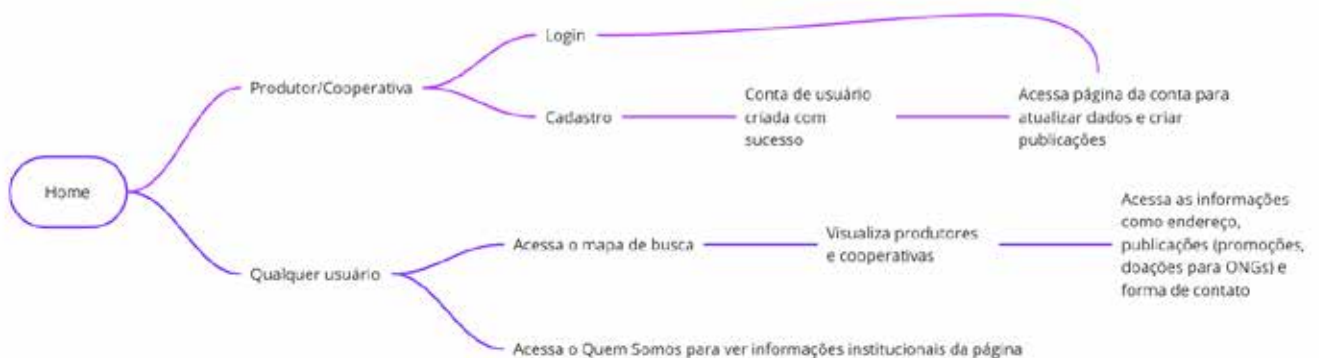 Home
Produtor/Cooperativa
Login
Cadastro
Conta de usuário
criada com
sucesso
Acessa página da conta para
atualizar dados e criar
publicações
Qualquer usuário
Acessa o mapa de busca
Visualiza produtores
e cooperativas
Acessa as informações
como endereço,
publicações (promoções,
doações para ONGs) e
forma de contato
Acessa o Quem Somos para ver informações institucionais da página